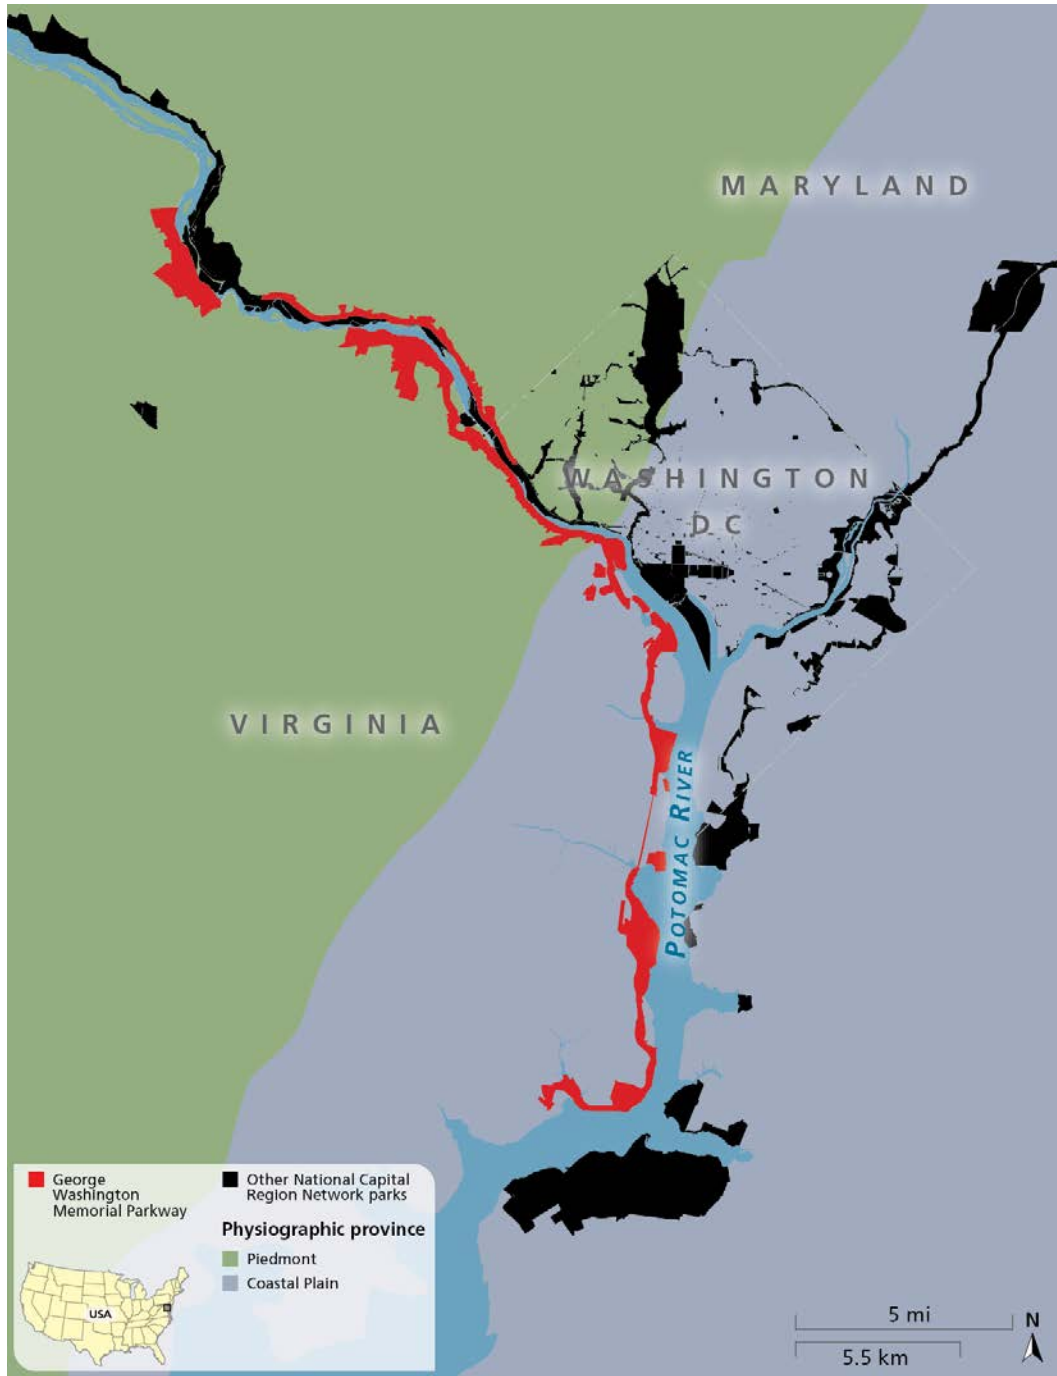 MARYLAND
WASHINGTON
DC
VIRGINIA
POTOMAC RIVER
George
Washington
Memorial Parkway
Other National Capital
Region Network parks
Physiographic province
Piedmont
Coastal Plain
USA
5 mi
5.5 km
N